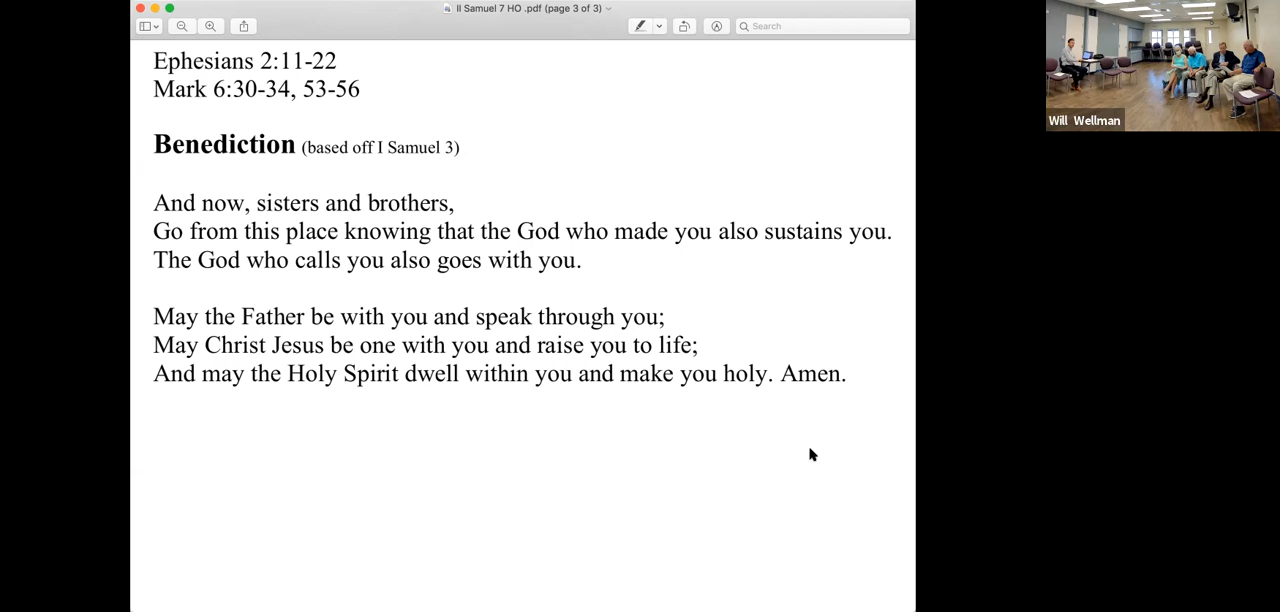 II Samuel 7 HO .pdf (page 3 of 3)
Search
Ephesians 2:11-22
Mark 6:30-34, 53-56
Benediction (based off I Samuel 3)
And now, sisters and brothers,
Go from this place knowing that the God who made you also sustains you.
The God who calls you also goes with you.
May the Father be with you and speak through you;
May Christ Jesus be one with you and raise you to life;
And may the Holy Spirit dwell within you and make you holy. Amen.
Will Wellman